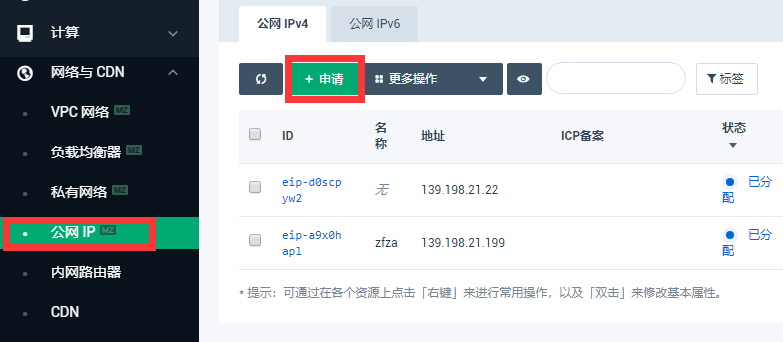 计算
网络与 CDN
VPC 网络 MZ
负载均衡器 MZ
私有网络 MZ
公网 IP MZ
内网路由器
CDN
公网 IPv4 公网 IPv6
+ 申请 更多操作 标签
ID 名称 地址 ICP备案 状态
eip-d0scpyw2 无 139.198.21.22 已分配
eip-a9x0hapl zfza 139.198.21.199 已分配
* 提示：可通过在各个资源上点击「右键」来进行常用操作，以及「双击」来修改基本属性。